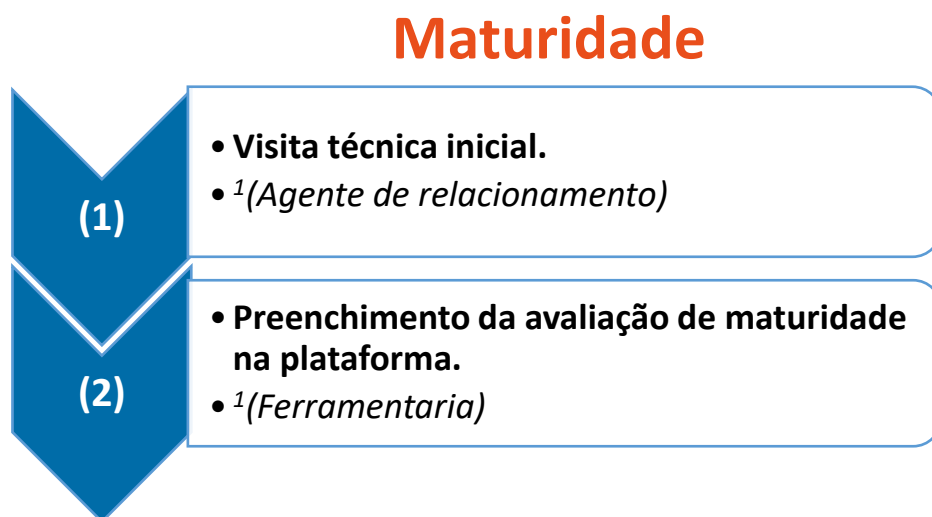 Maturidade
(1)
• Visita técnica inicial.
• ¹(Agente de relacionamento)
(2)
• Preenchimento da avaliação de maturidade
na plataforma.
• ¹(Ferramentaria)